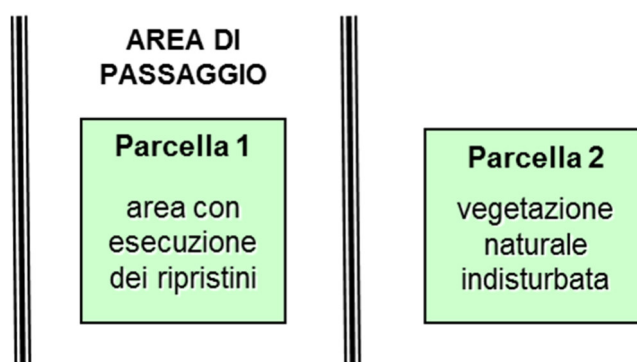 AREA DI
PASSAGGIO
Parcella 1
area con
esecuzione
dei ripristini
Parcella 2
vegetazione
naturale
indisturbata